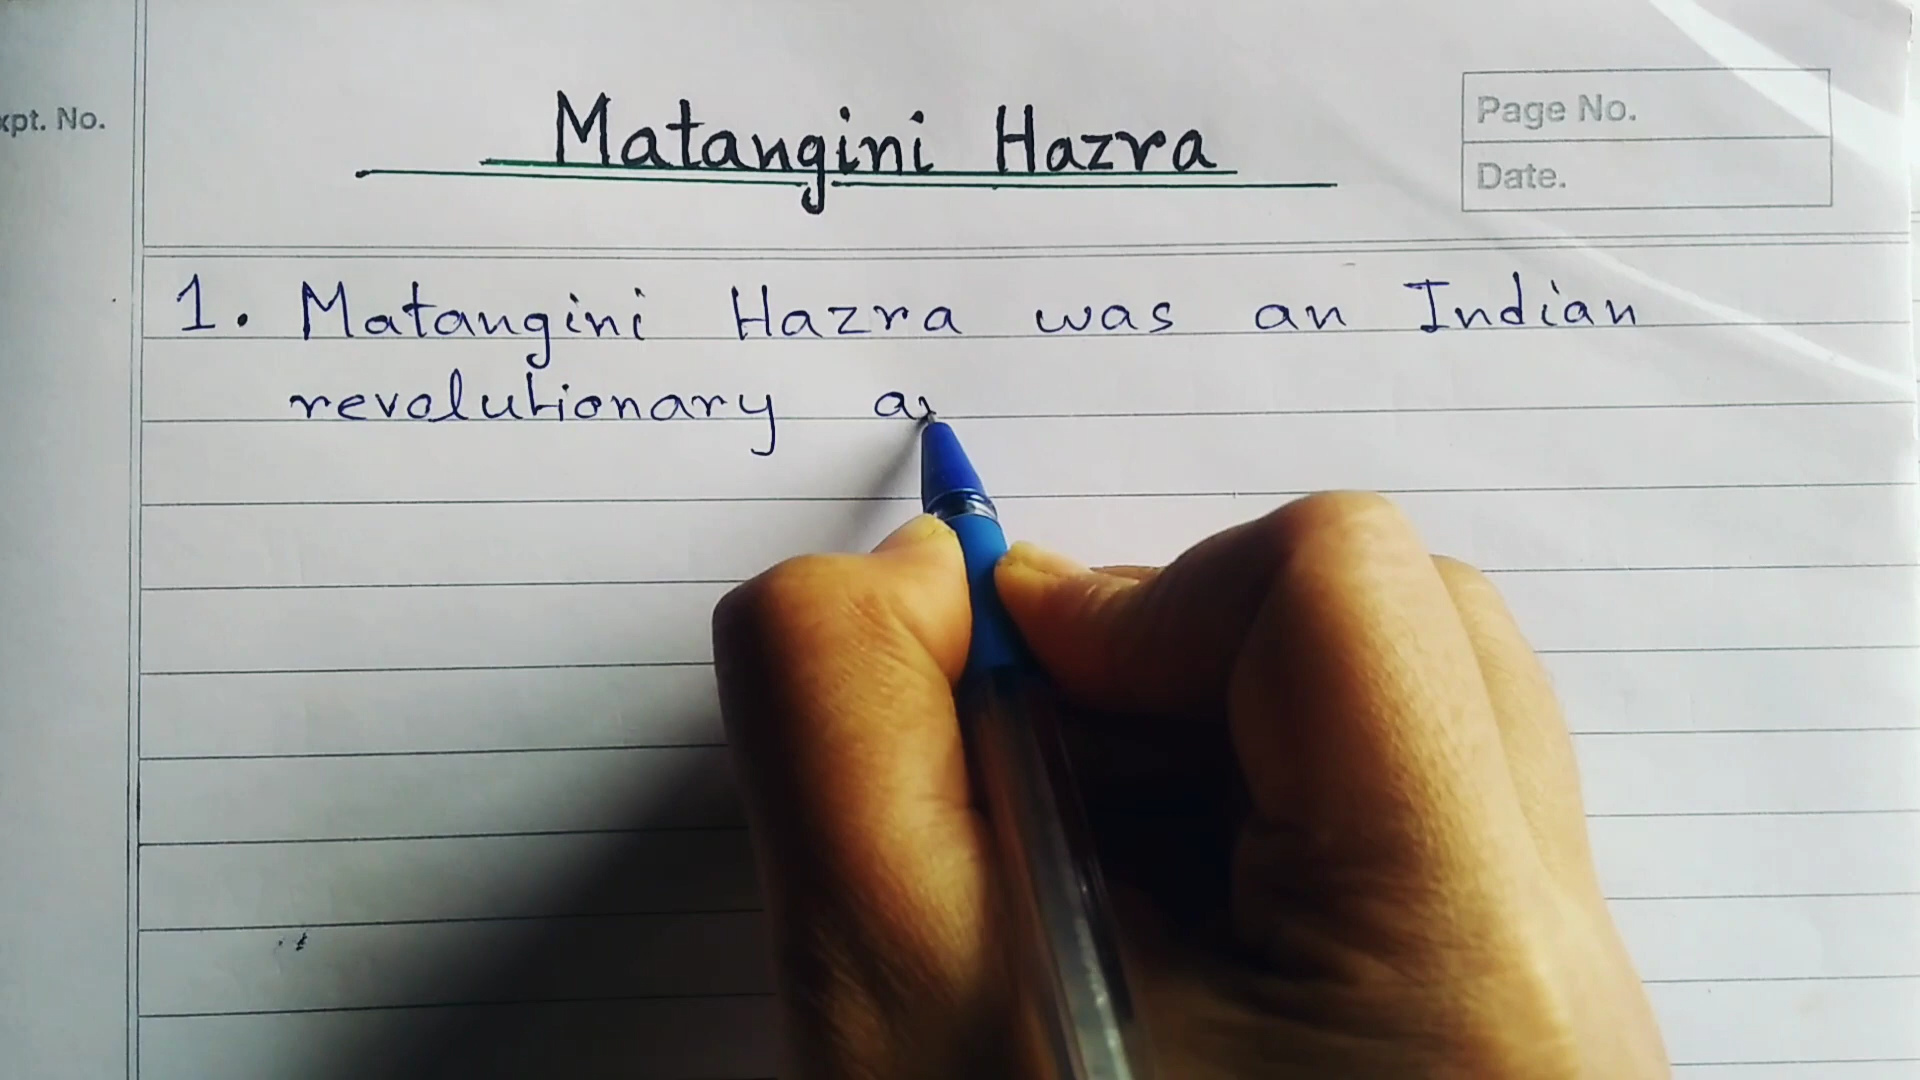 xpt. No.
Matangini Hazra
Page No.
Date.
1. Matangini Hazra was an Indian
revolutionary